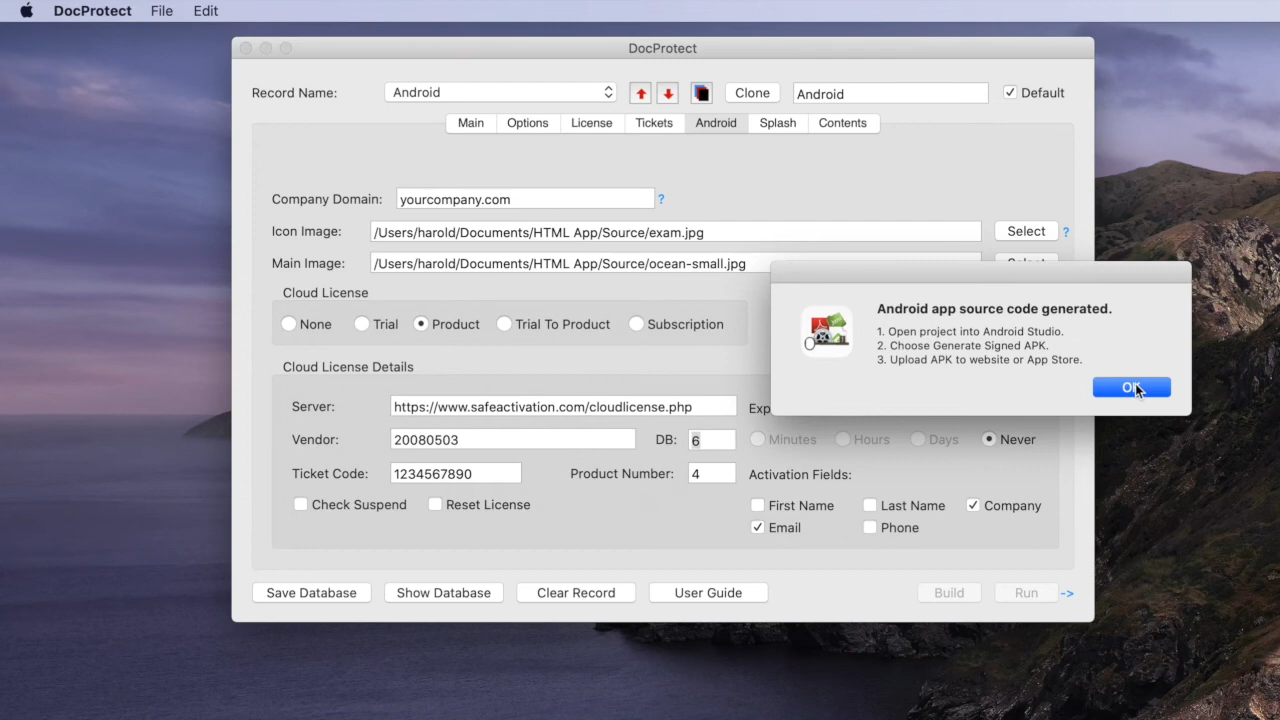 DocProtect File Edit
DocProtect
Record Name: Android Clone Android Default
Main Options License Tickets Android Splash Contents
Company Domain: yourcompany.com ?
Icon Image: /Users/harold/Documents/HTML App/Source/exam.jpg Select ?
Main Image: /Users/harold/Documents/HTML App/Source/ocean-small.jpg
Cloud License
None Trial Product Trial To Product Subscription
Android app source code generated.
1. Open project into Android Studio.
2. Choose Generate Signed APK.
3. Upload APK to website or App Store.
OK
Cloud License Details
Server: https://www.safeactivation.com/cloudlicense.php
Vendor: 20080503 DB: 6 Minutes Hours Days Never
Ticket Code: 1234567890 Product Number: 4 Activation Fields:
Check Suspend Reset License First Name Last Name Company
Email Phone
Save Database Show Database Clear Record User Guide Build Run ->